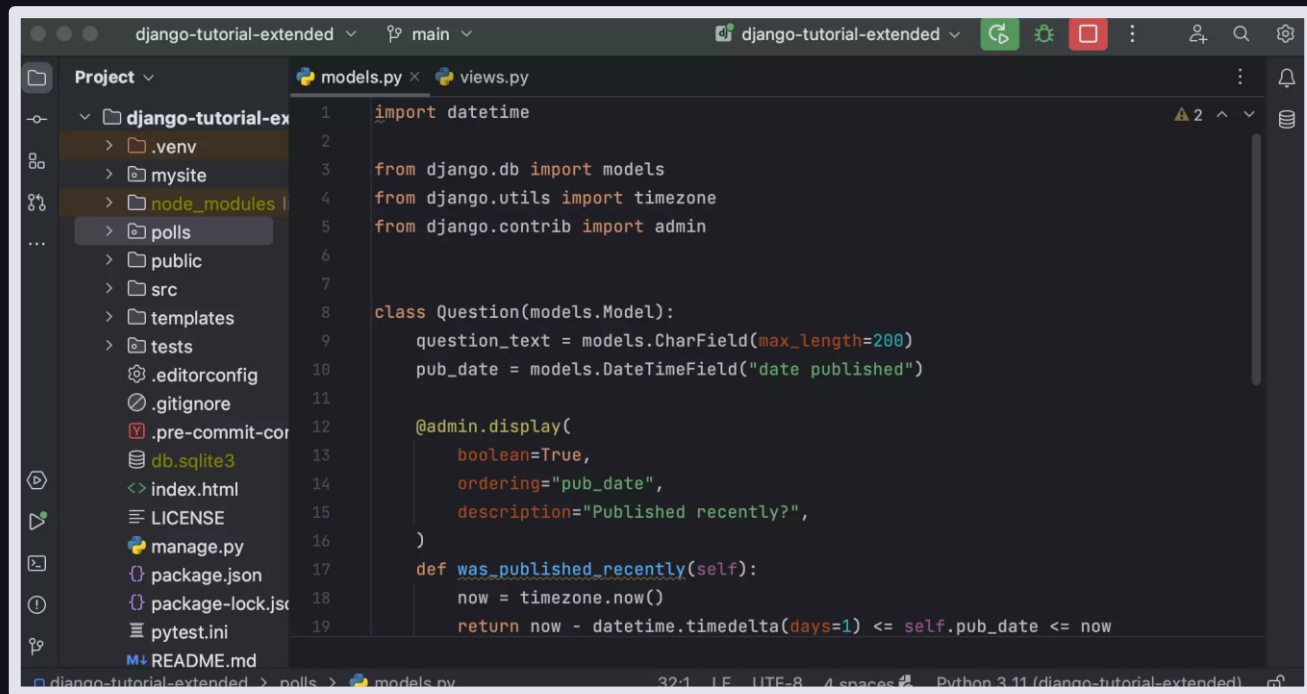 django-tutorial-extended
main
django-tutorial-extended
Project
models.py
views.py
django-tutorial-ex
.venv
mysite
node_modules
polls
public
src
templates
tests
.editorconfig
.gitignore
.pre-commit-cor
db.sqlite3
index.html
LICENSE
manage.py
package.json
package-lock.jsc
pytest.ini
README.md
2
1 import datetime
2
3 from django.db import models
4 from django.utils import timezone
5 from django.contrib import admin
6
7
8 class Question(models.Model):
9 question_text = models.CharField(max_length=200)
10 pub_date = models.DateTimeField("date published")
11
12 @admin.display(
13 boolean=True,
14 ordering="pub_date",
15 description="Published recently?",
16 )
17 def was_published_recently(self):
18 now = timezone.now()
19 return now - datetime.timedelta(days=1) <= self.pub_date <= now
django-tutorial-extended > polls > models.py 32:1 LF UTF-8 4 spaces Python 3.11 (django-tutorial-extended)